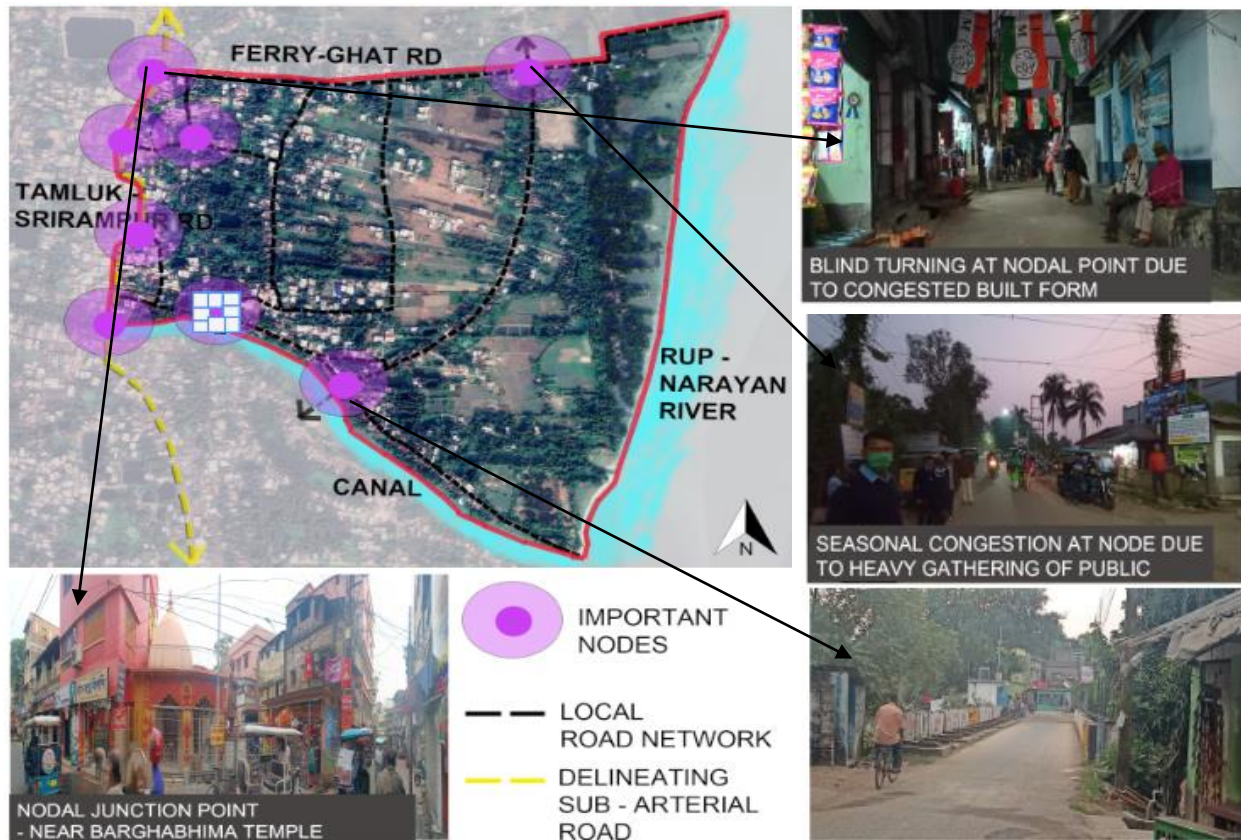 FERRY-GHAT RD
TAMLUK -
SRIRAMPUR RD
RUP -
NARAYAN
RIVER
CANAL
N
BLIND TURNING AT NODAL POINT DUE
TO CONGESTED BUILT FORM
SEASONAL CONGESTION AT NODE DUE
TO HEAVY GATHERING OF PUBLIC
NODAL JUNCTION POINT
- NEAR BARGHABHIMA TEMPLE
IMPORTANT
NODES
LOCAL
ROAD NETWORK
DELINEATING
SUB - ARTERIAL
ROAD